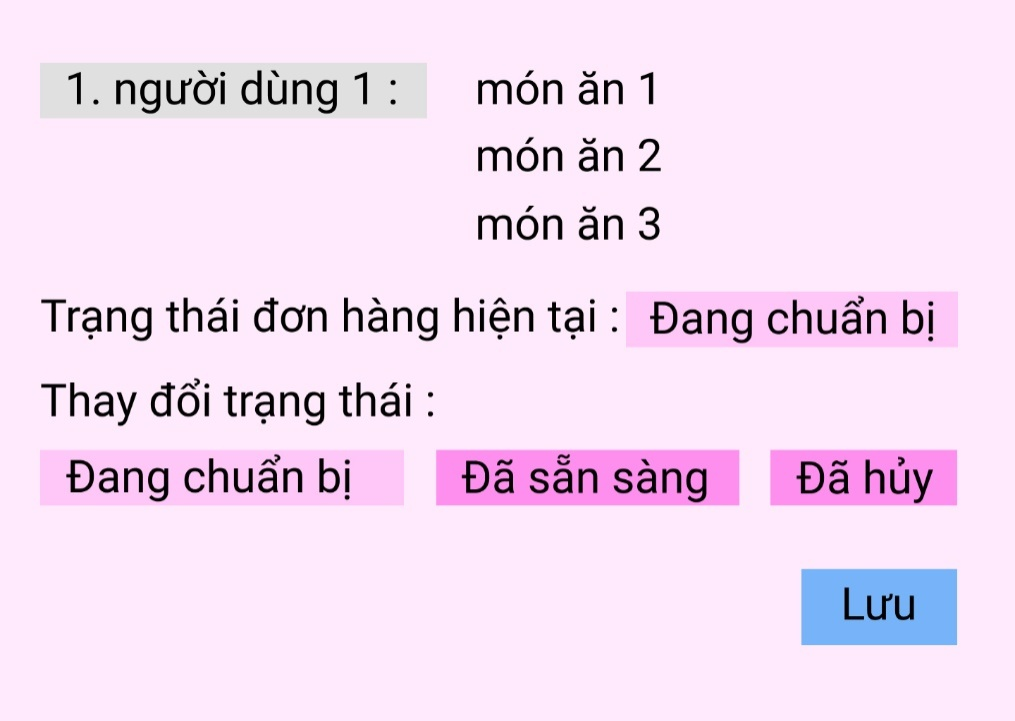 1. người dùng 1 : món ăn 1
món ăn 2
món ăn 3
Trạng thái đơn hàng hiện tại : Đang chuẩn bị
Thay đổi trạng thái :
Đang chuẩn bị Đã sẵn sàng Đã hủy
Lưu